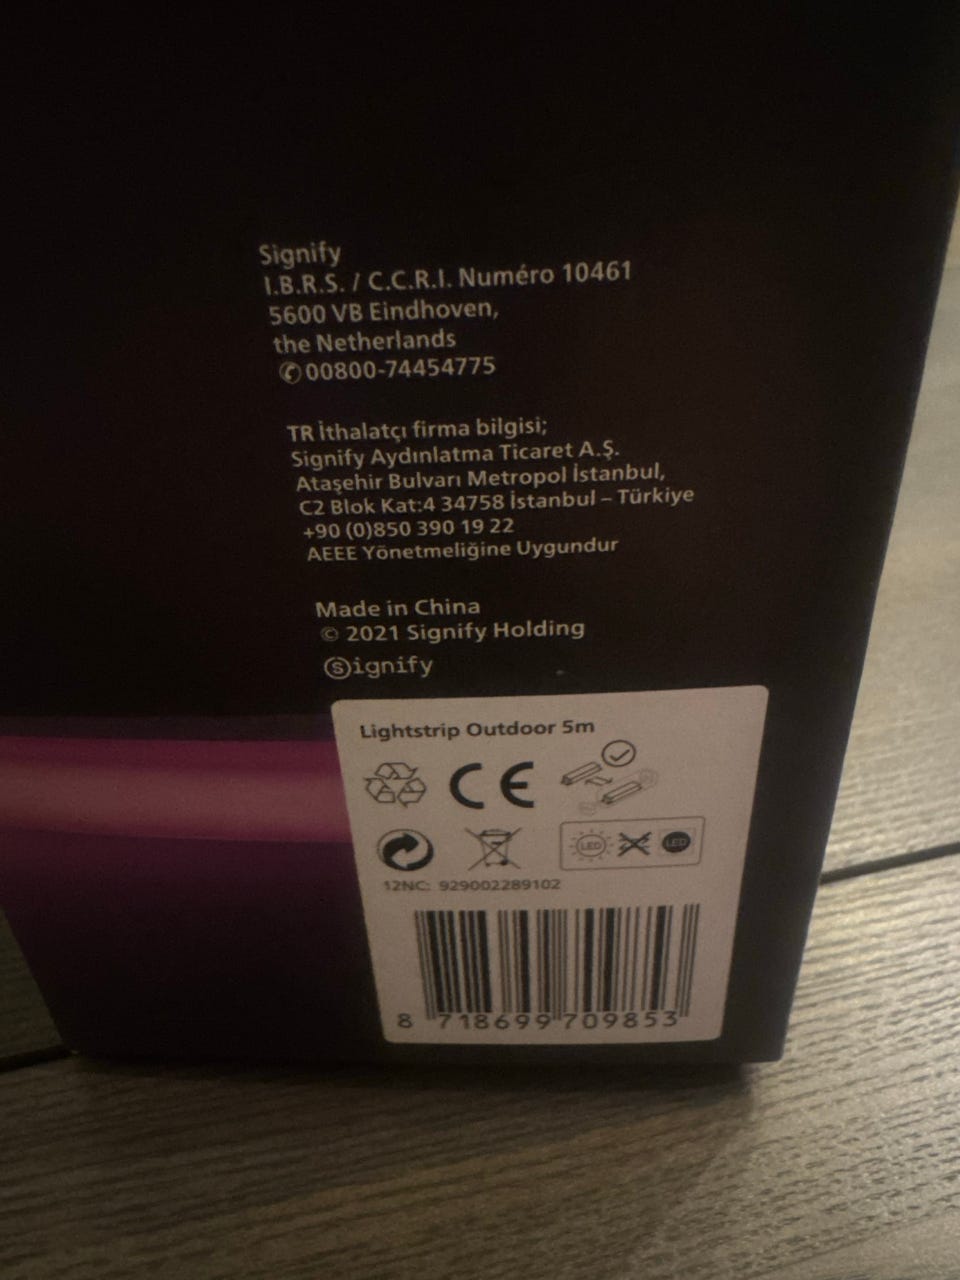 Signify
I.B.R.S. / C.C.R.I. Numéro 10461
5600 VB Eindhoven,
the Netherlands
✆ 00800-74454775
TR İthalatçı firma bilgisi;
Signify Aydınlatma Ticaret A.Ş.
Ataşehir Bulvarı Metropol İstanbul,
C2 Blok Kat:4 34758 İstanbul – Türkiye
+90 (0)850 390 19 22
AEEE Yönetmeliğine Uygundur
Made in China
© 2021 Signify Holding
Signify
Lightstrip Outdoor 5m
CE
LED LED
12NC: 929002289102
8 718699 709853